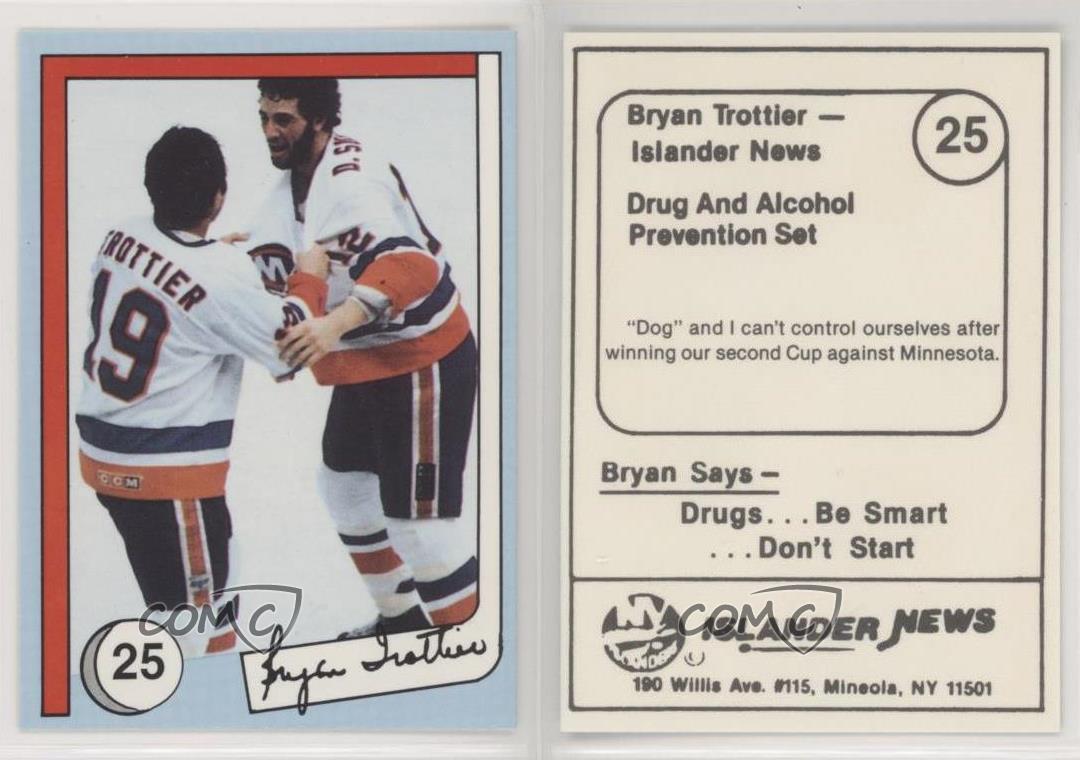 D. S
TROTTIER
19
CCM
25
Bryan Trottier
COMC
Bryan Trottier —
Islander News
25
Drug And Alcohol
Prevention Set
"Dog" and I can't control ourselves after
winning our second Cup against Minnesota.
Bryan Says —
Drugs...Be Smart
...Don't Start
NY
ISLANDER NEWS
COMC
190 Willis Ave. #115, Mineola, NY 11501